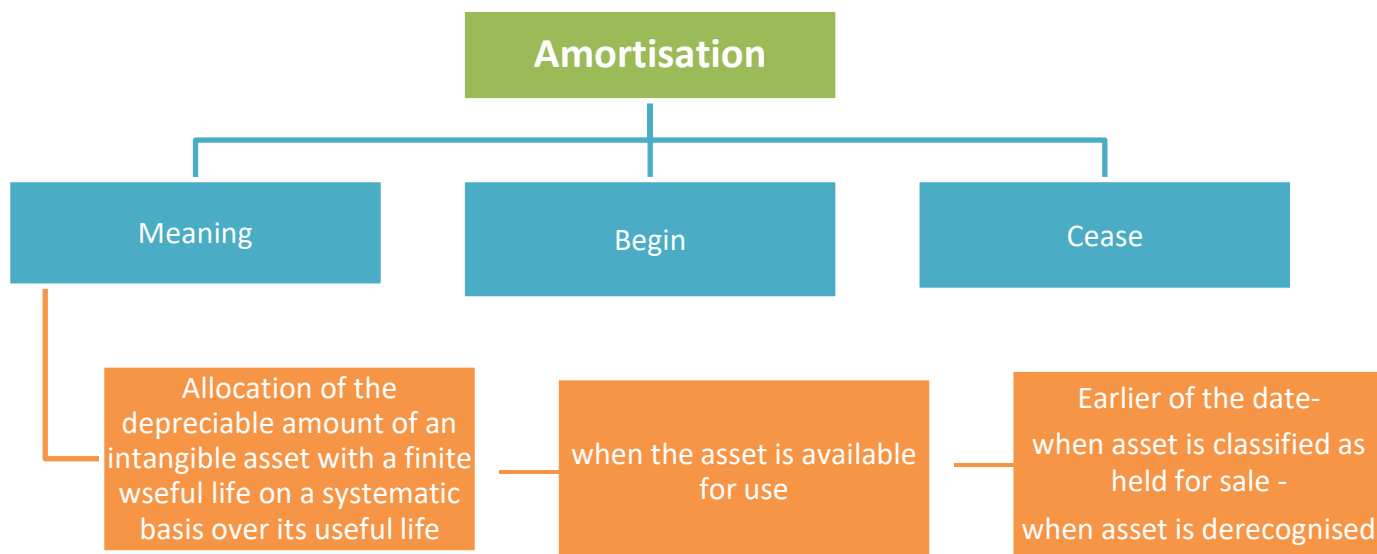 Amortisation
Meaning
Begin
Cease
Allocation of the
depreciable amount of an
intangible asset with a finite
wseful life on a systematic
basis over its useful life
when the asset is available
for use
Earlier of the date-
when asset is classified as
held for sale -
when asset is derecognised